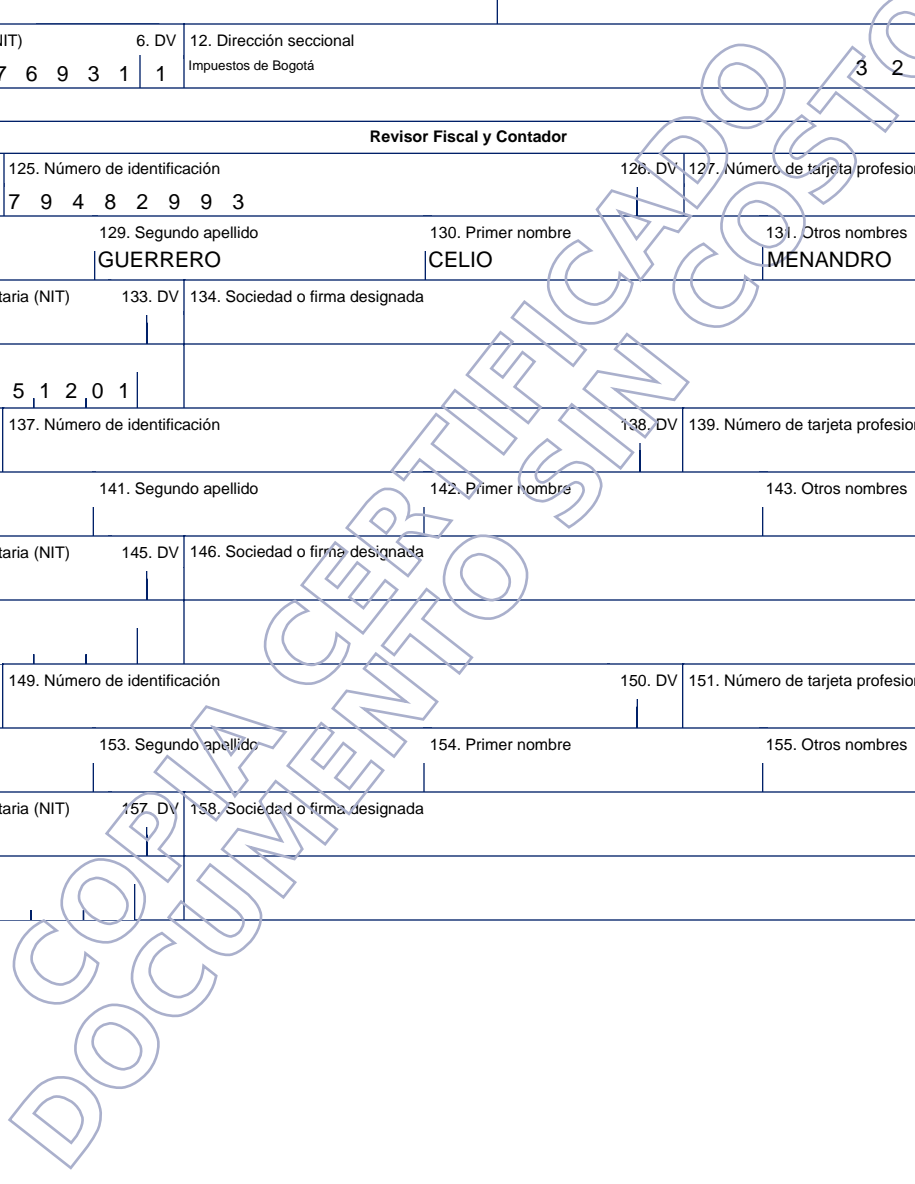 NIT) 6. DV 12. Dirección seccional
7 6 9 3 1 1 Impuestos de Bogotá 3 2
Revisor Fiscal y Contador
125. Número de identificación 126. DV 127. Número de tarjeta profesion
7 9 4 8 2 9 9 3
129. Segundo apellido 130. Primer nombre 131. Otros nombres
GUERRERO CELIO MENANDRO
taria (NIT) 133. DV 134. Sociedad o firma designada
5 1 2 0 1
137. Número de identificación 138. DV 139. Número de tarjeta profesion
141. Segundo apellido 142. Primer nombre 143. Otros nombres
taria (NIT) 145. DV 146. Sociedad o firma designada
149. Número de identificación 150. DV 151. Número de tarjeta profesion
153. Segundo apellido 154. Primer nombre 155. Otros nombres
taria (NIT) 157. DV 158. Sociedad o firma designada
COPIA CERTIFICADO
DOCUMENTO SIN COSTO